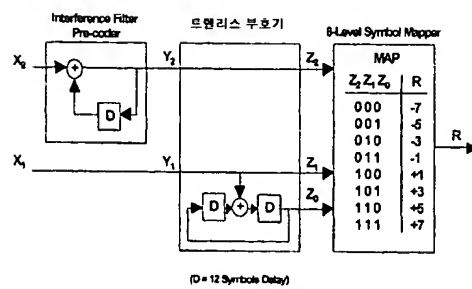 Interference Filter
Pre-coder
트렌리스 부호기
8-Level Symbol Mapper
MAP
Z₂ Z₁ Z₀ R
000 -7
001 -5
010 -3
011 -1
100 +1
101 +3
110 +5
111 +7
X₂
+
D
Y₂
Z₂
R
X₁
Y₁
Z₁
D
+
D
Z₀
(D = 12 Symbols Delay)